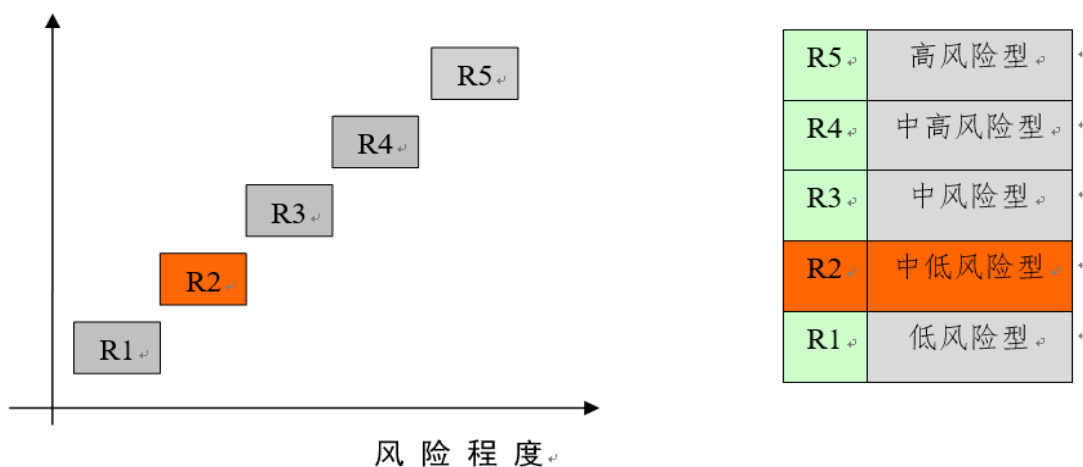 R5
R4
R3
R2
R1
风 险 程 度
R5 高风险型
R4 中高风险型
R3 中风险型
R2 中低风险型
R1 低风险型